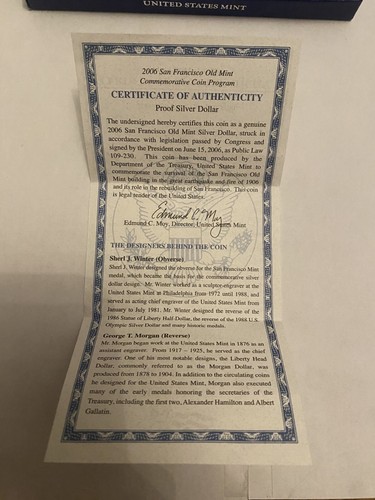 UNITED STATES MINT
2006 San Francisco Old Mint
Commemorative Coin Program
CERTIFICATE OF AUTHENTICITY
Proof Silver Dollar
The undersigned hereby certifies this coin as a genuine
2006 San Francisco Old Mint Silver Dollar, struck in
accordance with legislation passed by Congress and
signed by the President on June 15, 2006, as Public Law
109-230. This coin has been produced by the
Department of the Treasury, United States Mint to
commemorate the survival of the San Francisco Old
Mint building in the great earthquake and fire of 1906
and its role in the rebuilding of San Francisco. This coin
is legal tender of the United States.
Edmund C. Moy
Edmund C. Moy, Director, United States Mint
THE DESIGNERS BEHIND THE COIN
Sherl J. Winter (Obverse)
Sherl J. Winter designed the obverse for the San Francisco Mint
medal, which became the basis for the commemorative silver
dollar design. Mr. Winter worked as a sculptor-engraver at the
United States Mint in Philadelphia from 1972 until 1988, and
served as acting chief engraver of the United States Mint from
January to July 1981. Mr. Winter designed the reverse of the
1986 Statue of Liberty Half Dollar, the reverse of the 1988 U.S.
Olympic Silver Dollar and many historic medals.
George T. Morgan (Reverse)
Mr. Morgan began work at the United States Mint in 1876 as an
assistant engraver. From 1917 – 1925, he served as the chief
engraver. One of his most notable designs, the Liberty Head
Dollar, commonly referred to as the Morgan Dollar, was
produced from 1878 to 1904. In addition to the circulating coins
he designed for the United States Mint, Morgan also executed
many of the early medals honoring the secretaries of the
Treasury, including the first two, Alexander Hamilton and Albert
Gallatin.